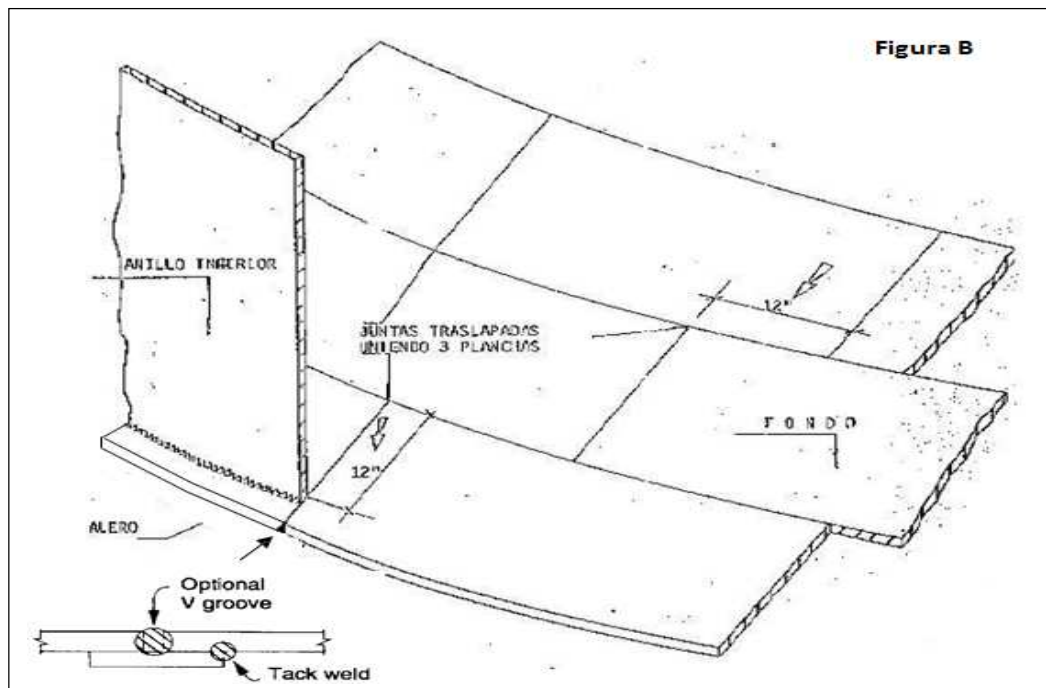 Figura B
ANILLO INFERIOR
12"
JUNTAS TRASLAPADAS
UNIENDO 3 PLANCHAS
FONDO
12"
ALERO
Optional
V groove
Tack weld